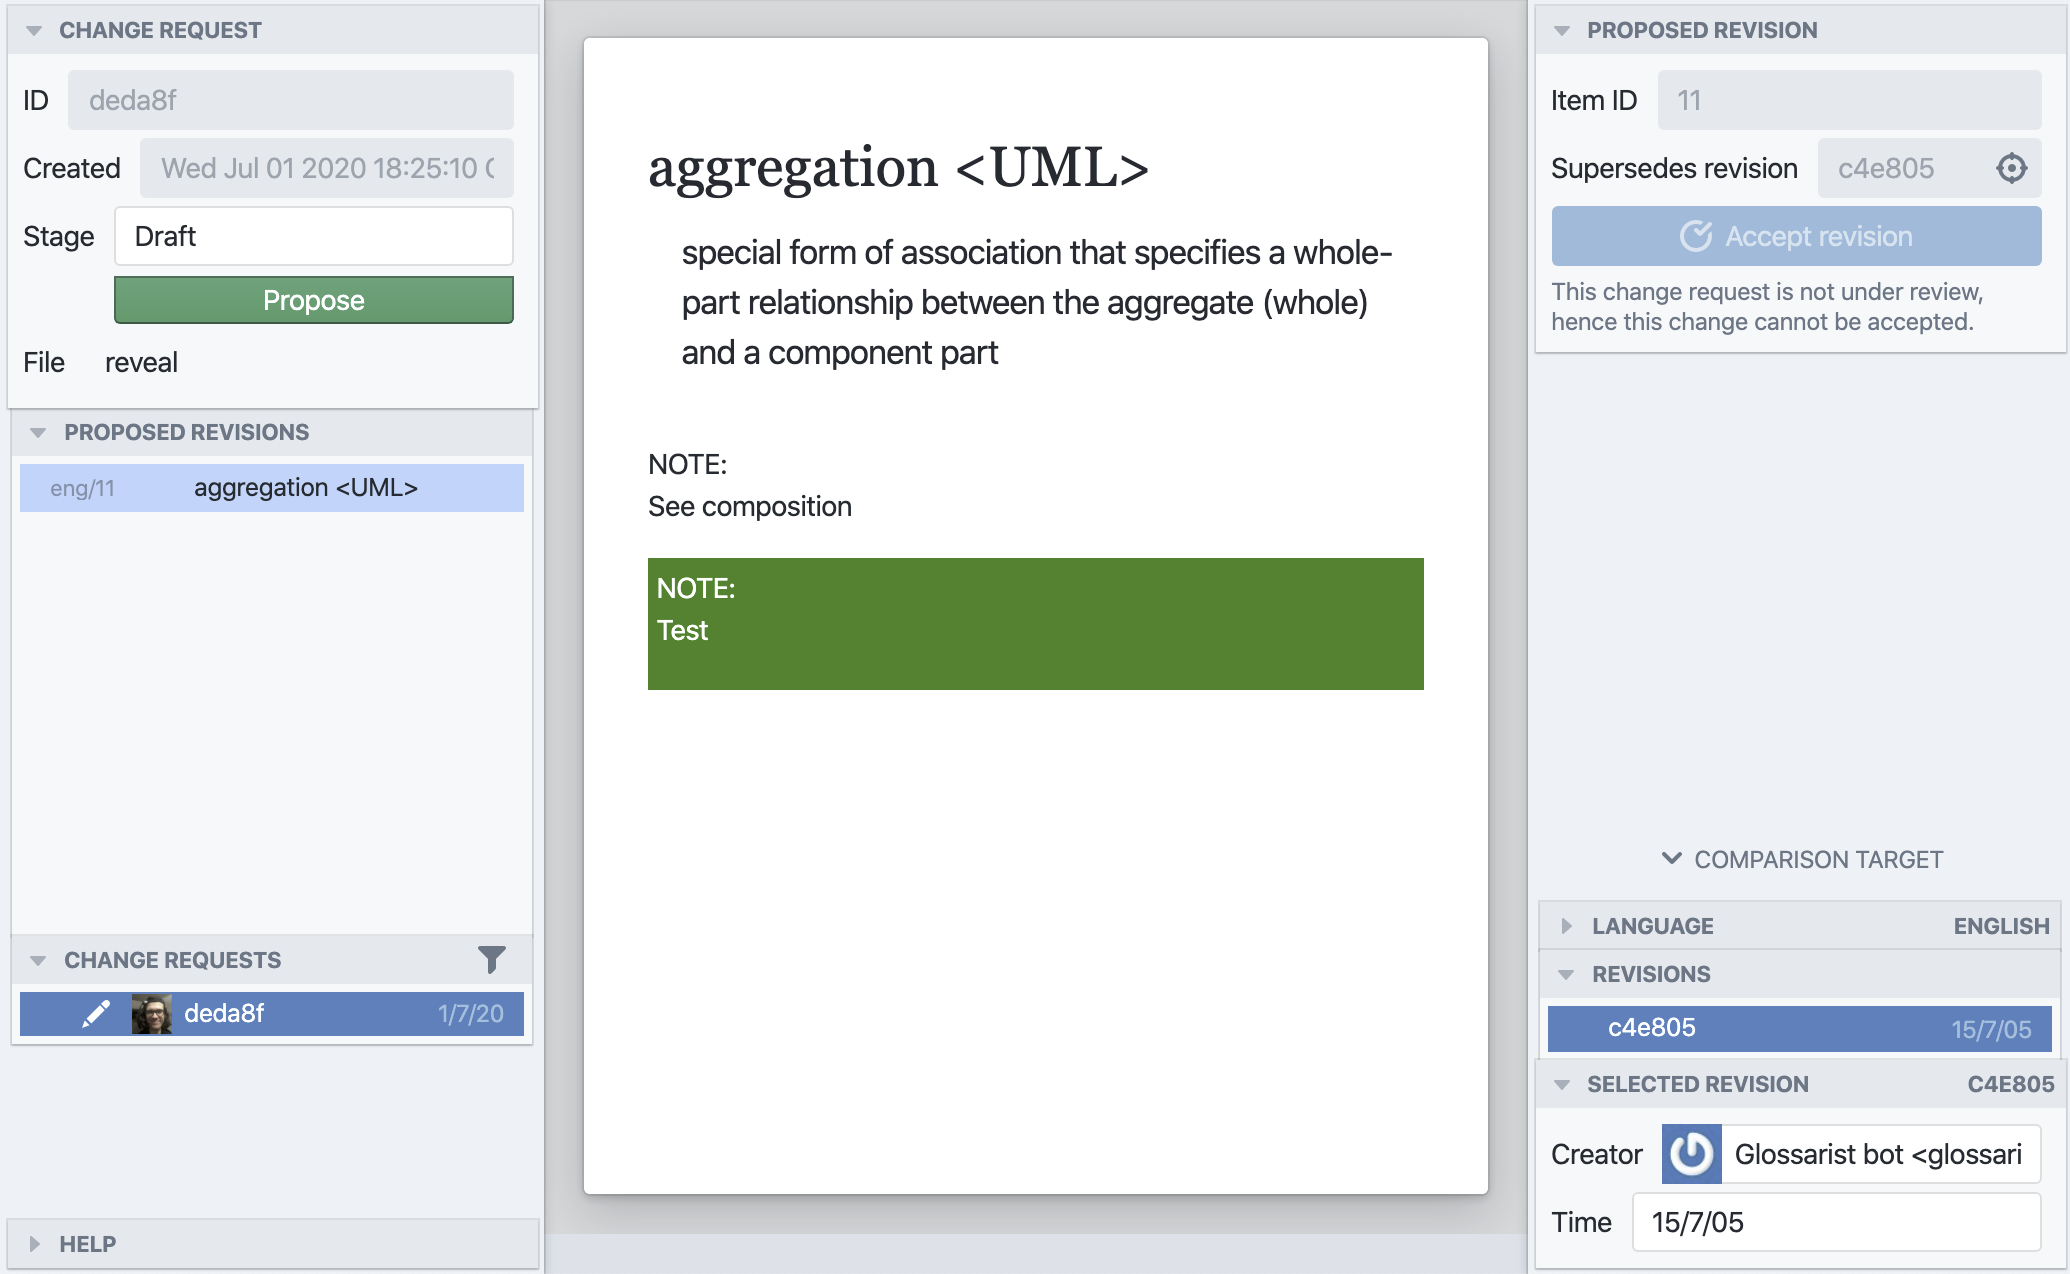 CHANGE REQUEST
ID deda8f
Created Wed Jul 01 2020 18:25:10
Stage Draft
Propose
File reveal
PROPOSED REVISIONS
eng/11 aggregation <UML>
CHANGE REQUESTS
deda8f 1/7/20
HELP
aggregation <UML>
special form of association that specifies a whole-
part relationship between the aggregate (whole)
and a component part
NOTE:
See composition
NOTE:
Test
PROPOSED REVISION
Item ID 11
Supersedes revision c4e805
Accept revision
This change request is not under review,
hence this change cannot be accepted.
COMPARISON TARGET
LANGUAGE ENGLISH
REVISIONS
c4e805 15/7/05
SELECTED REVISION C4E805
Creator Glossarist bot <glossari
Time 15/7/05